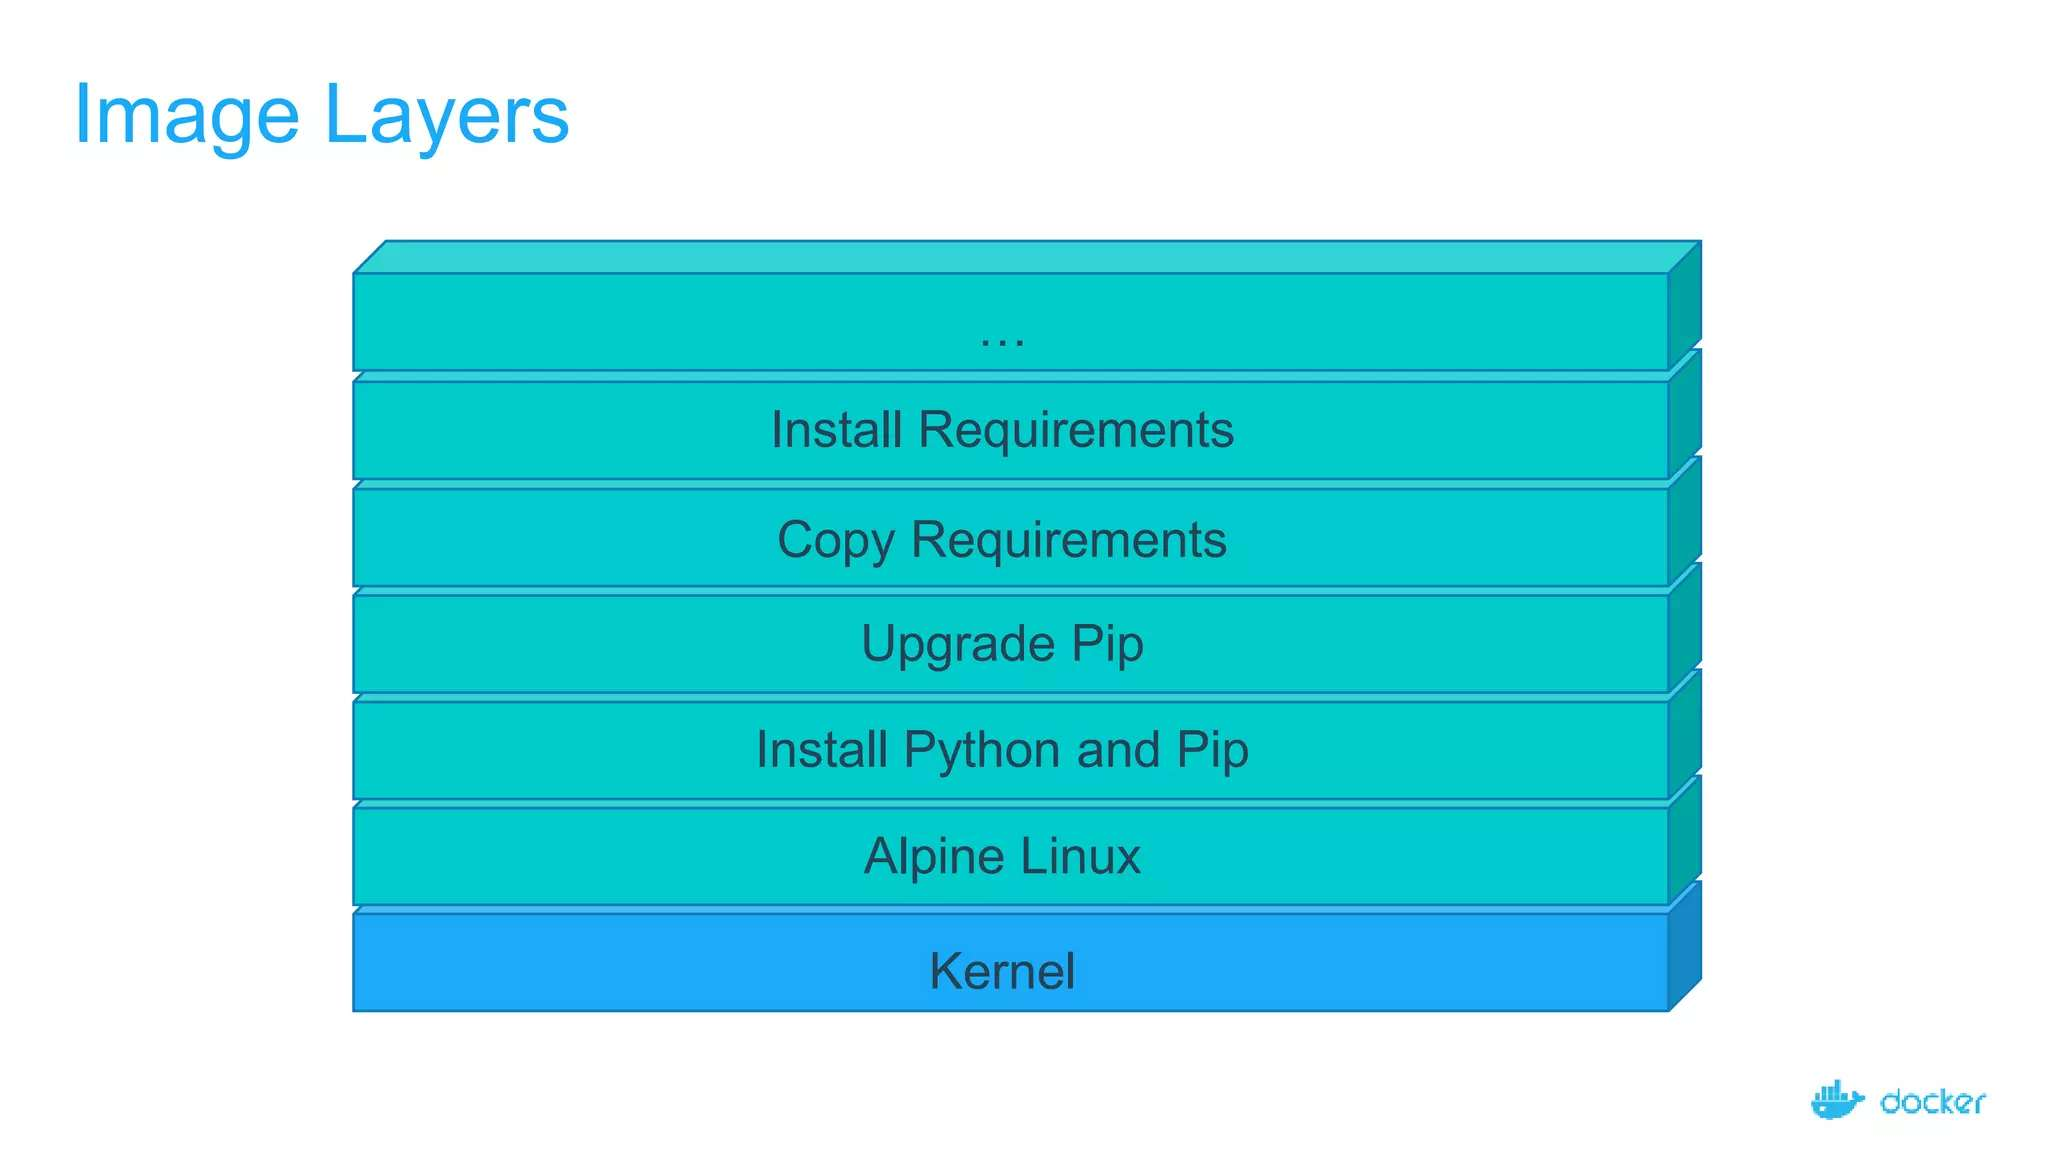 Image Layers
…
Install Requirements
Copy Requirements
Upgrade Pip
Install Python and Pip
Alpine Linux
Kernel
docker